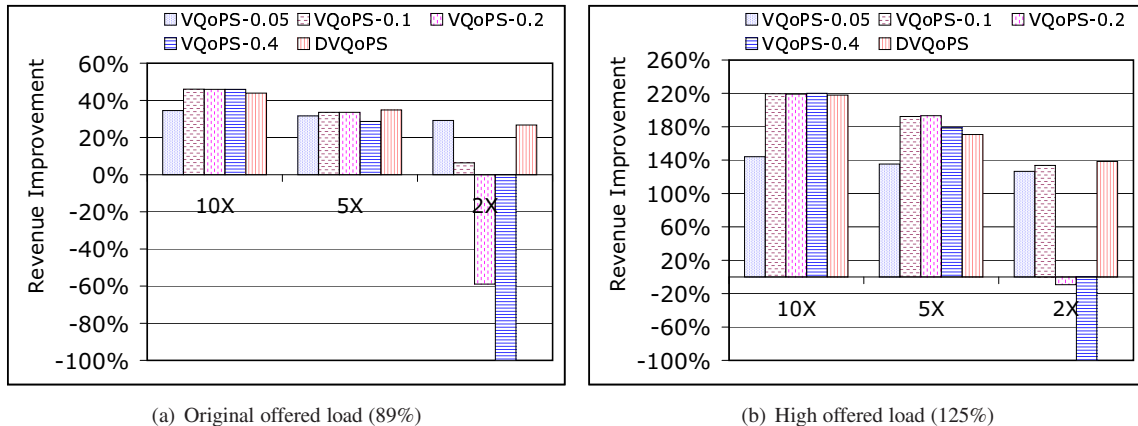 VQoPS-0.05 VQoPS-0.1 VQoPS-0.2
VQoPS-0.4 DVQoPS
Revenue Improvement
60%
40%
20%
0%
-20%
-40%
-60%
-80%
-100%
10X 5X 2X
(a) Original offered load (89%)
VQoPS-0.05 VQoPS-0.1 VQoPS-0.2
VQoPS-0.4 DVQoPS
Revenue Improvement
260%
220%
180%
140%
100%
60%
20%
-20%
-60%
-100%
10X 5X 2X
(b) High offered load (125%)